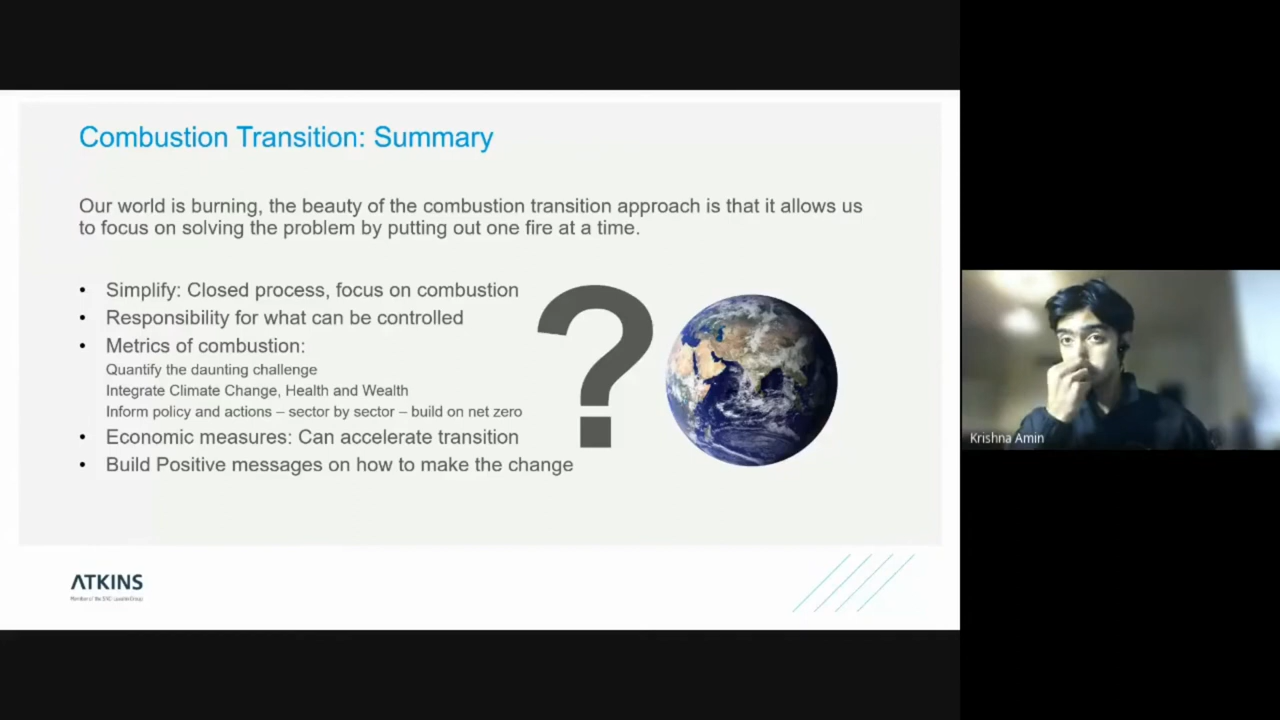 Combustion Transition: Summary
Our world is burning, the beauty of the combustion transition approach is that it allows us
to focus on solving the problem by putting out one fire at a time.
• Simplify: Closed process, focus on combustion
• Responsibility for what can be controlled
• Metrics of combustion:
Quantify the daunting challenge
Integrate Climate Change, Health and Wealth
Inform policy and actions – sector by sector – build on net zero
• Economic measures: Can accelerate transition
• Build Positive messages on how to make the change
?
ATKINS
Member of the SNC-Lavalin Group
Krishna Amin